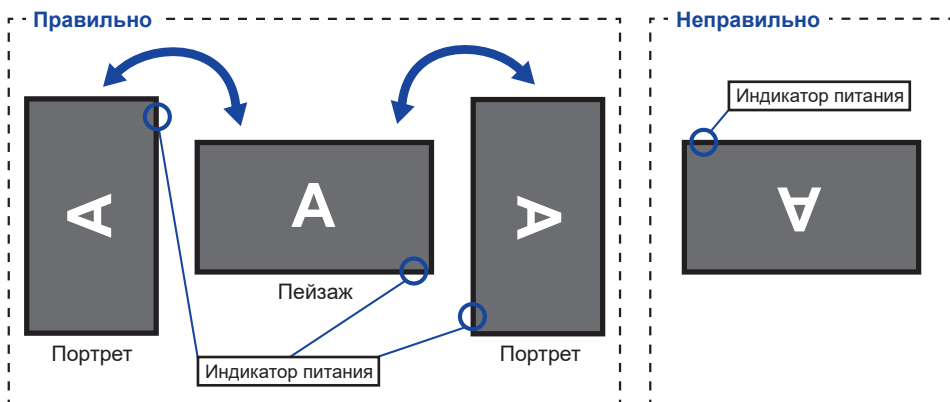 Правильно
Неправильно
Индикатор питания
A
A
A
A
Пейзаж
Портрет
Портрет
Индикатор питания